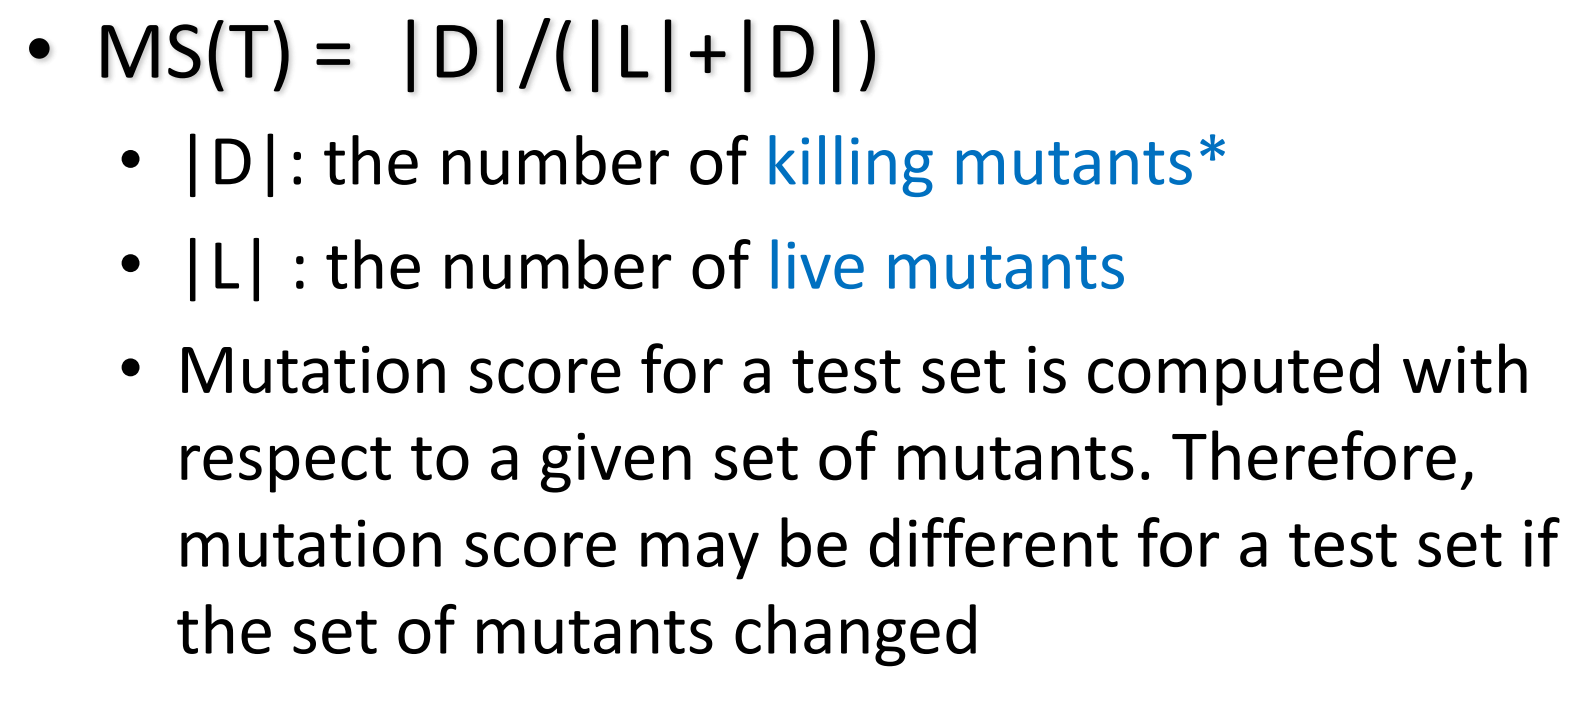 • MS(T) = |D|/(|L|+|D|)
• |D|: the number of killing mutants*
• |L| : the number of live mutants
• Mutation score for a test set is computed with
respect to a given set of mutants. Therefore,
mutation score may be different for a test set if
the set of mutants changed